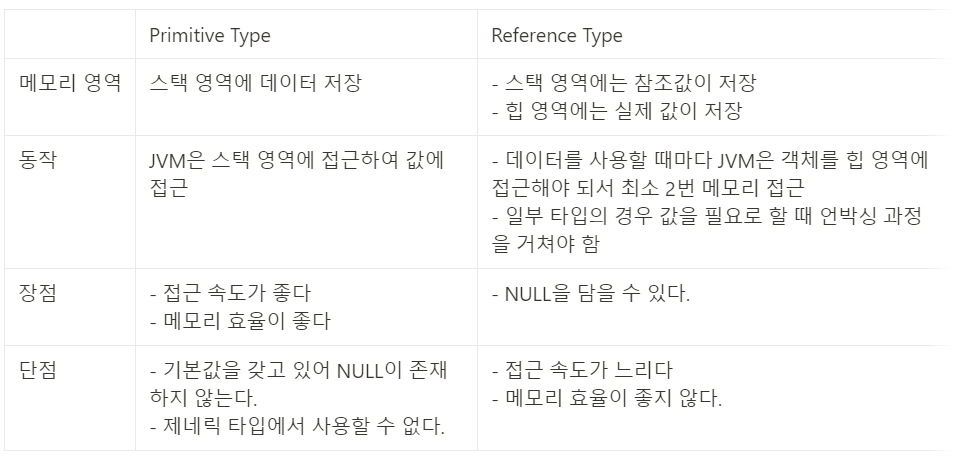 Primitive Type
Reference Type
메모리 영역
스택 영역에 데이터 저장
- 스택 영역에는 참조값이 저장
- 힙 영역에는 실제 값이 저장
동작
JVM은 스택 영역에 접근하여 값에
접근
- 데이터를 사용할 때마다 JVM은 객체를 힙 영역에
접근해야 되서 최소 2번 메모리 접근
- 일부 타입의 경우 값을 필요로 할 때 언박싱 과정
을 거쳐야 함
장점
- 접근 속도가 좋다
- 메모리 효율이 좋다
- NULL을 담을 수 있다.
단점
- 기본값을 갖고 있어 NULL이 존재
하지 않는다.
- 제네릭 타입에서 사용할 수 없다.
- 접근 속도가 느리다
- 메모리 효율이 좋지 않다.